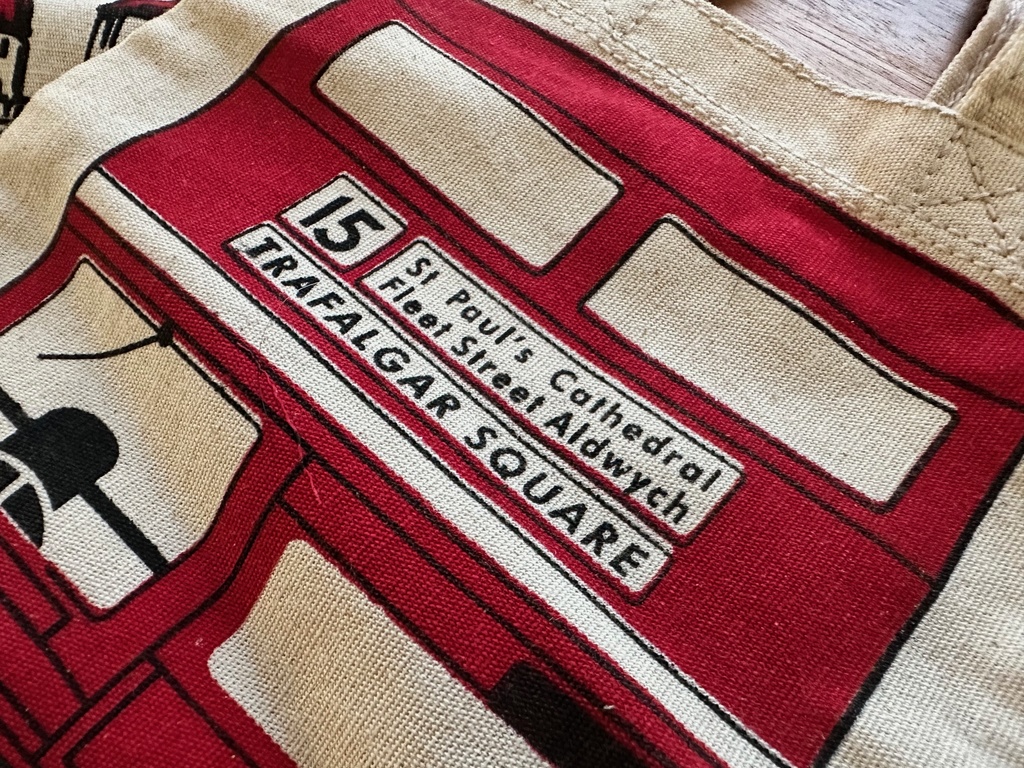 15
St Paul's Cathedral
Fleet Street Aldwych
TRAFALGAR SQUARE